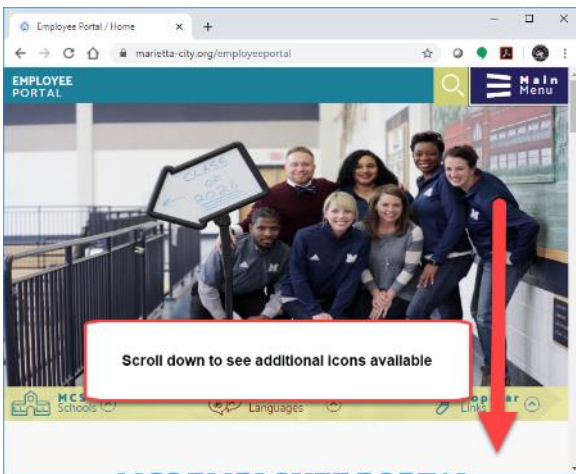 Employee Portal / Home
marietta-city.org/employeeportal
EMPLOYEE
PORTAL
Main
Menu
CLASS
OF
2024
Scroll down to see additional icons available
Schools
Languages
Links